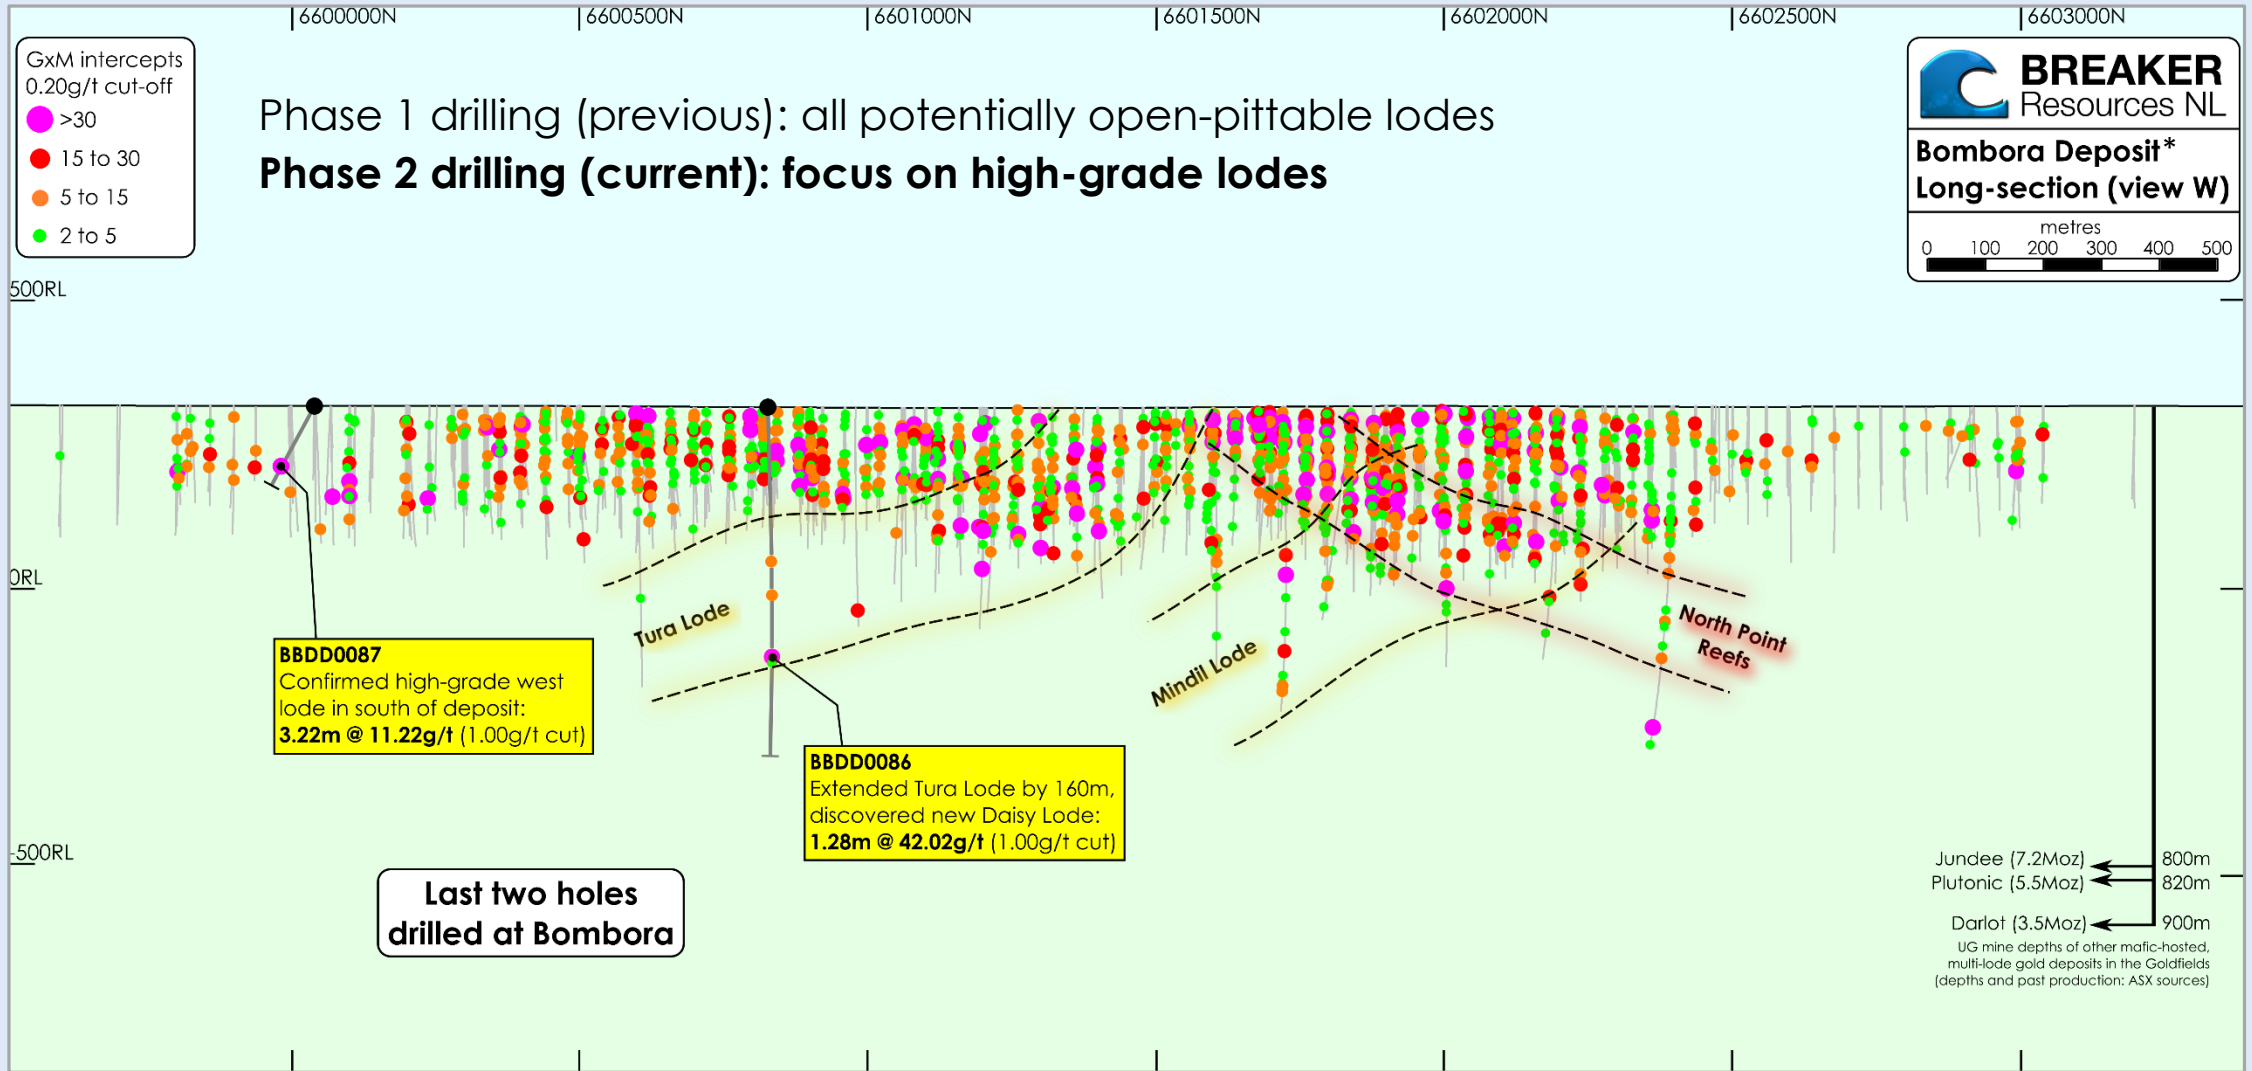 6600000N
6600500N
6601000N
6601500N
6602000N
6602500N
6603000N
GxM intercepts
0.20g/t cut-off
>30
15 to 30
5 to 15
2 to 5
Phase 1 drilling (previous): all potentially open-pittable lodes
Phase 2 drilling (current): focus on high-grade lodes
BREAKER
Resources NL
Bombora Deposit*
Long-section (view W)
metres
0 100 200 300 400 500
500RL
0RL
-500RL
Tura Lode
Mindil Lode
North Point
Reefs
BBDD0087
Confirmed high-grade west
lode in south of deposit:
3.22m @ 11.22g/t (1.00g/t cut)
BBDD0086
Extended Tura Lode by 160m,
discovered new Daisy Lode:
1.28m @ 42.02g/t (1.00g/t cut)
Last two holes
drilled at Bombora
Jundee (7.2Moz) 800m
Plutonic (5.5Moz) 820m
Darlot (3.5Moz) 900m
UG mine depths of other mafic-hosted,
multi-lode gold deposits in the Goldfields
(depths and past production: ASX sources)